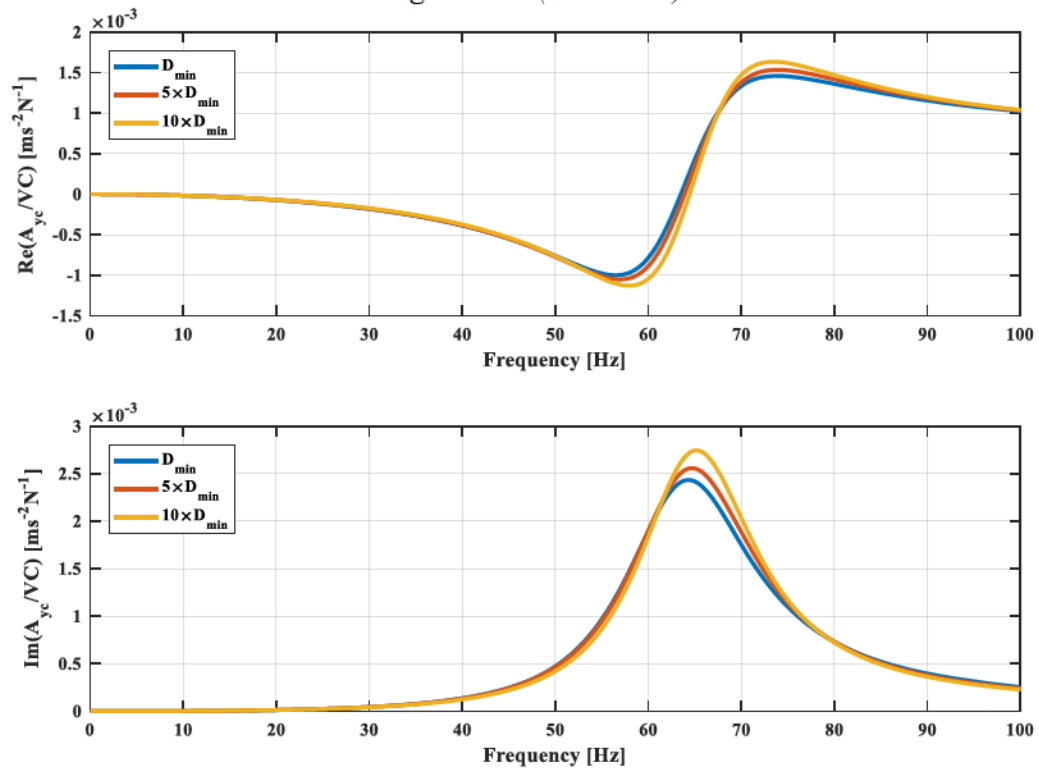 ×10⁻³
2
1.5
1
0.5
0
-0.5
-1
-1.5
D_min
5×D_min
10×D_min
Re(A_yc/VC) [ms⁻²N⁻¹]
0 10 20 30 40 50 60 70 80 90 100
Frequency [Hz]
×10⁻³
3
2.5
2
1.5
1
0.5
0
D_min
5×D_min
10×D_min
Im(A_yc/VC) [ms⁻²N⁻¹]
0 10 20 30 40 50 60 70 80 90 100
Frequency [Hz]